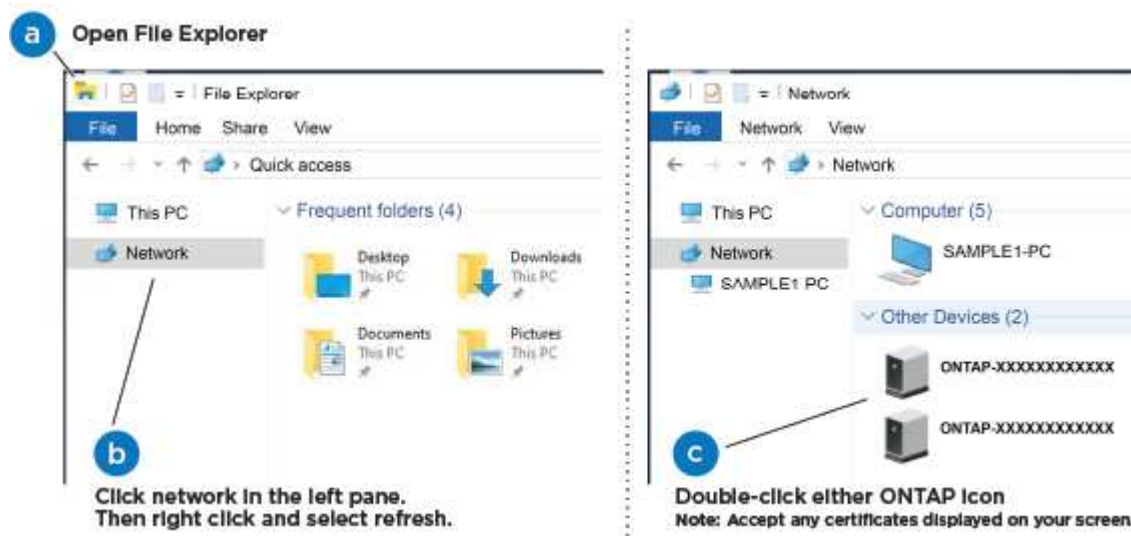 a Open File Explorer
File Explorer
File Home Share View
Quick access
This PC
Network
Frequent folders (4)
Desktop
This PC
Downloads
This PC
Documents
This PC
Pictures
This PC
b
Click network in the left pane.
Then right click and select refresh.
Network
File Network View
Network
This PC
Network
SAMPLE1 PC
Computer (5)
SAMPLE1-PC
Other Devices (2)
ONTAP-XXXXXXXXXXXX
ONTAP-XXXXXXXXXXXX
c
Double-click either ONTAP icon
Note: Accept any certificates displayed on your screen